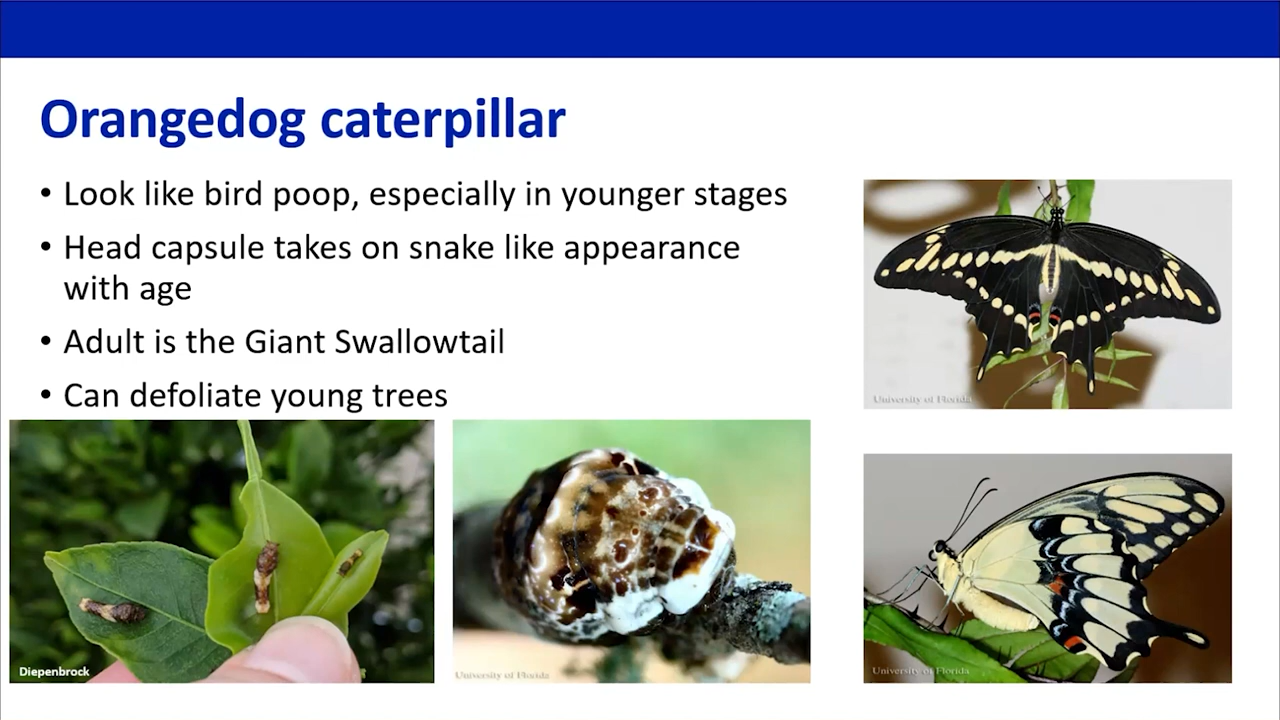 Orangedog caterpillar
• Look like bird poop, especially in younger stages
• Head capsule takes on snake like appearance
with age
• Adult is the Giant Swallowtail
• Can defoliate young trees
University of Florida
Diepenbrock
University of Florida
University of Florida